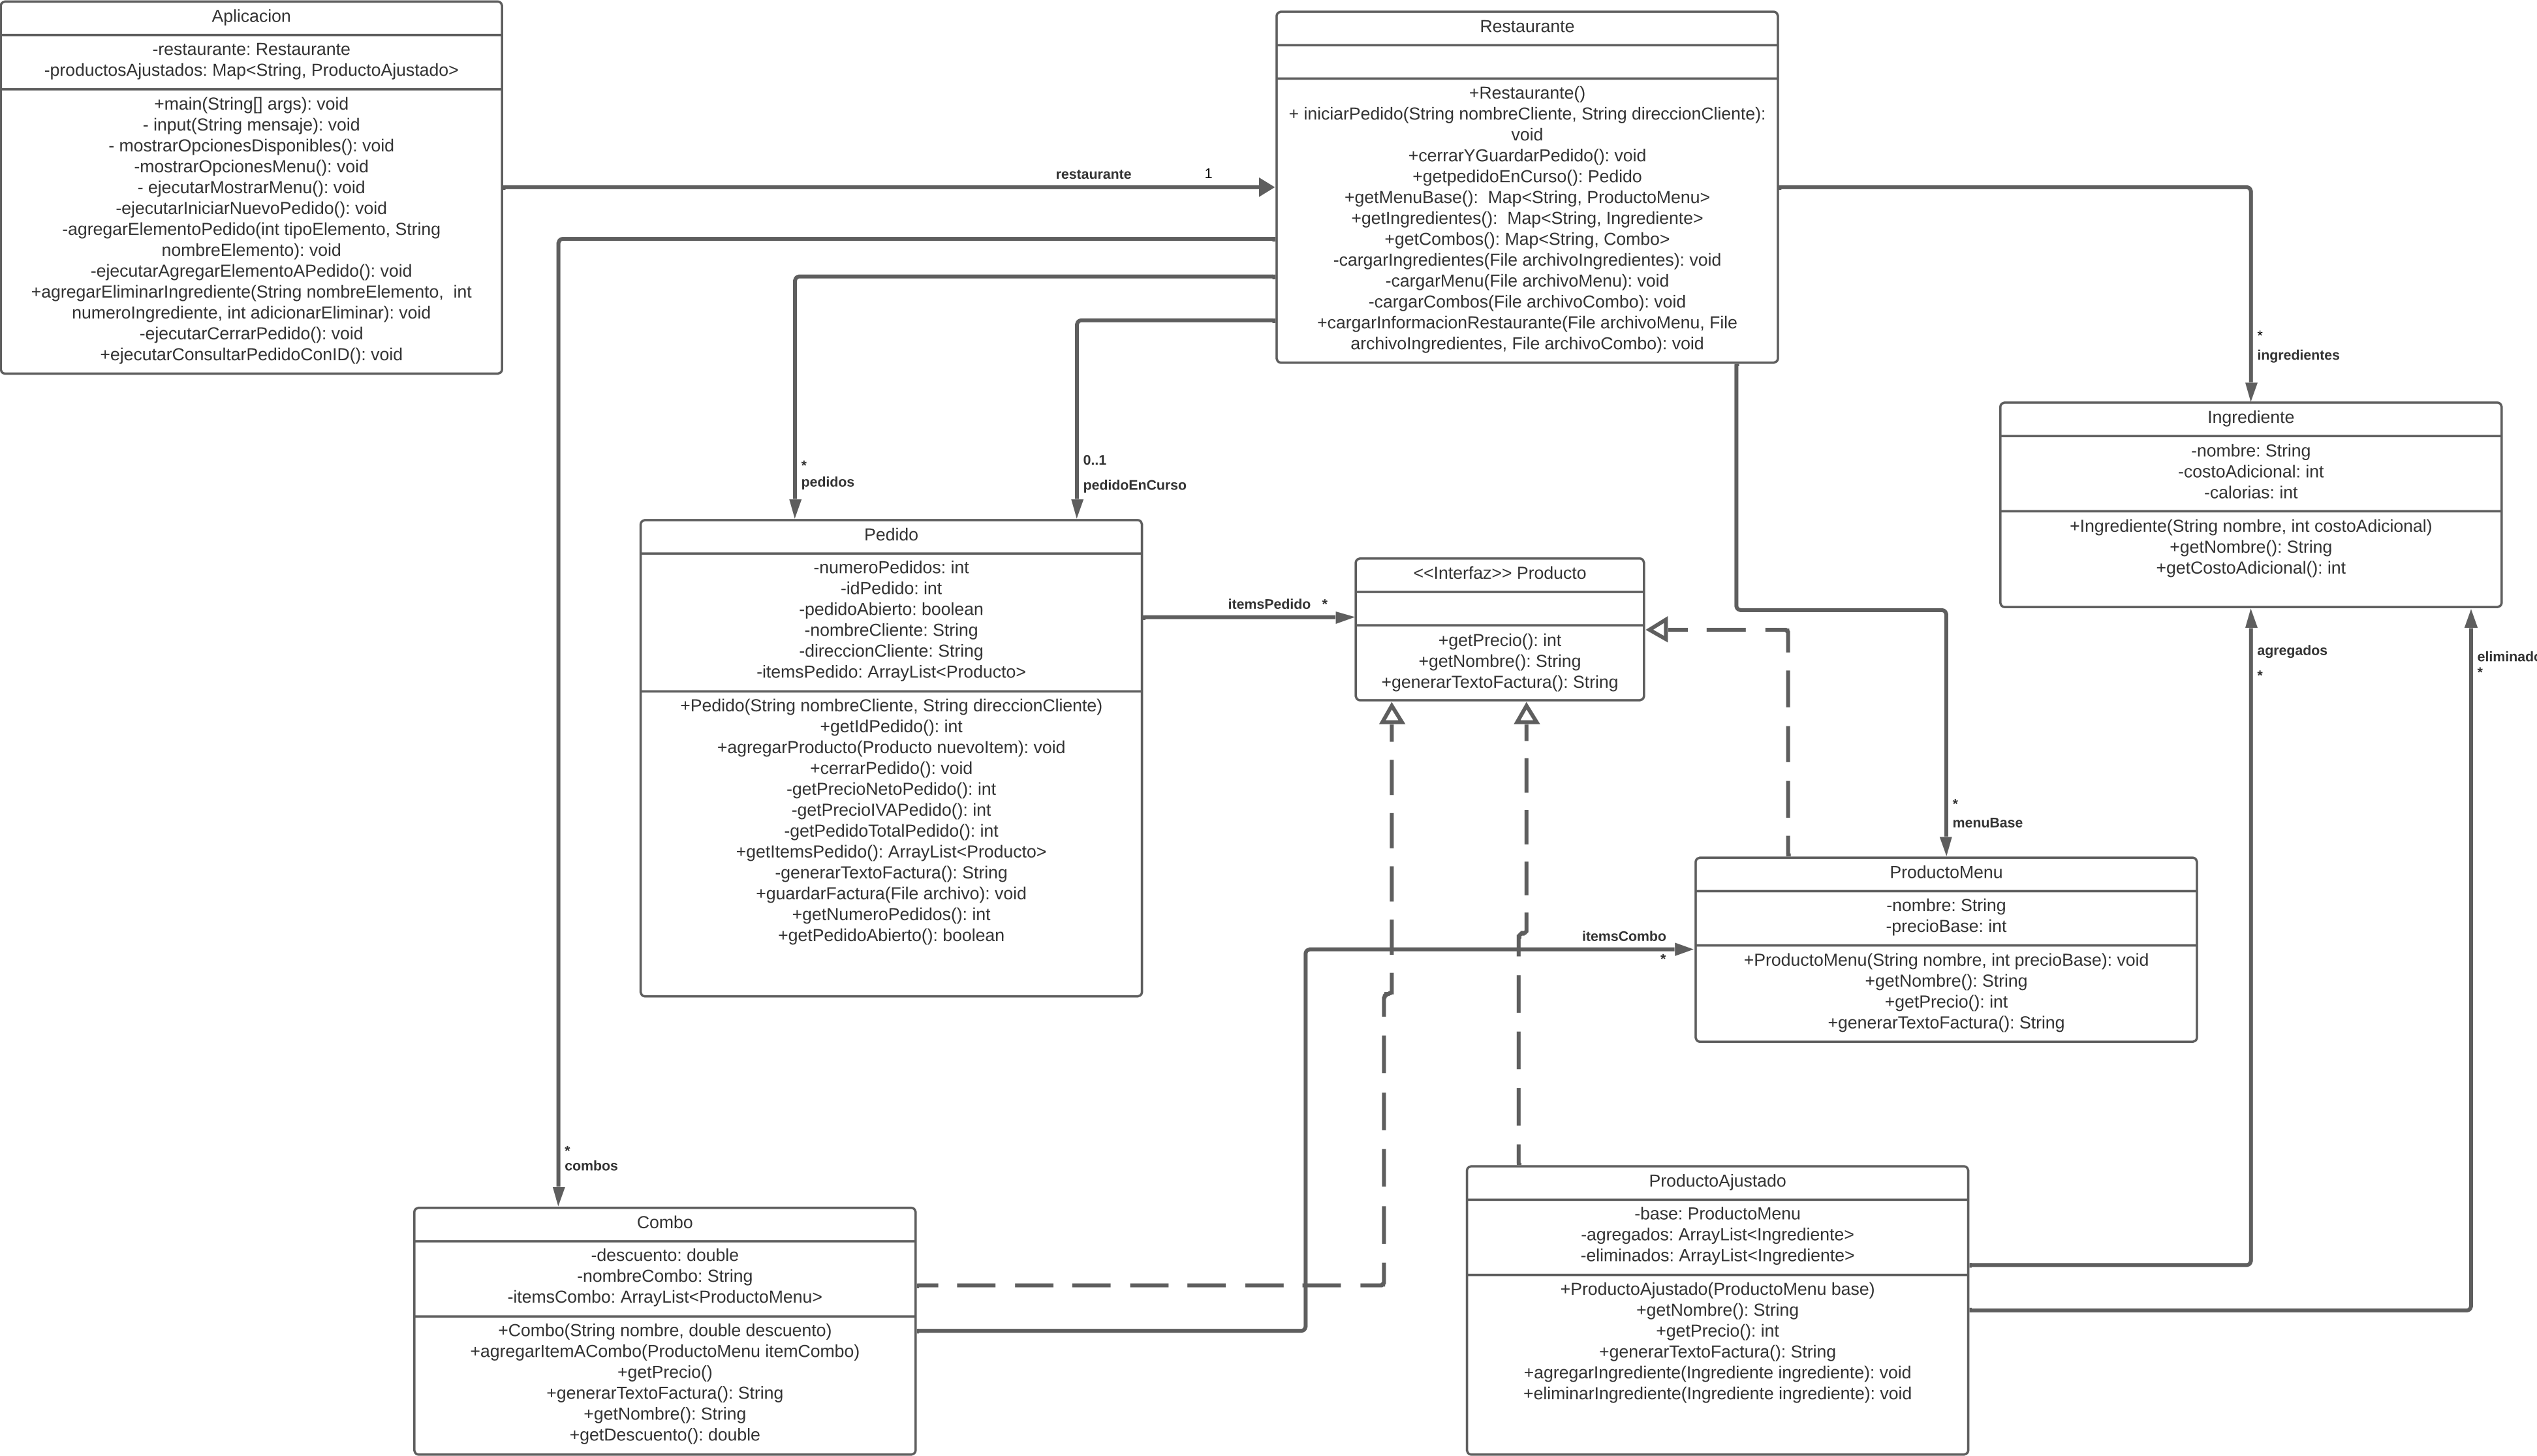 Aplicacion
-restaurante: Restaurante
-productosAjustados: Map<String, ProductoAjustado>
+main(String[] args): void
- input(String mensaje): void
- mostrarOpcionesDisponibles(): void
-mostrarOpcionesMenu(): void
- ejecutarMostrarMenu(): void
-ejecutarIniciarNuevoPedido(): void
-agregarElementoPedido(int tipoElemento, String
nombreElemento): void
-ejecutarAgregarElementoAPedido(): void
+agregarEliminarIngrediente(String nombreElemento,  int
numeroIngrediente, int adicionarEliminar): void
-ejecutarCerrarPedido(): void
+ejecutarConsultarPedidoConID(): void
restaurante
1
Restaurante
+Restaurante()
+ iniciarPedido(String nombreCliente, String direccionCliente):
void
+cerrarYGuardarPedido(): void
+getpedidoEnCurso(): Pedido
+getMenuBase():  Map<String, ProductoMenu>
+getIngredientes():  Map<String, Ingrediente>
+getCombos(): Map<String, Combo>
-cargarIngredientes(File archivoIngredientes): void
-cargarMenu(File archivoMenu): void
-cargarCombos(File archivoCombo): void
+cargarInformacionRestaurante(File archivoMenu, File
archivoIngredientes, File archivoCombo): void
*
ingredientes
Ingrediente
-nombre: String
-costoAdicional: int
-calorias: int
+Ingrediente(String nombre, int costoAdicional)
+getNombre(): String
+getCostoAdicional(): int
*
pedidos
0..1
pedidoEnCurso
Pedido
-numeroPedidos: int
-idPedido: int
-pedidoAbierto: boolean
-nombreCliente: String
-direccionCliente: String
-itemsPedido: ArrayList<Producto>
+Pedido(String nombreCliente, String direccionCliente)
+getIdPedido(): int
+agregarProducto(Producto nuevoItem): void
+cerrarPedido(): void
-getPrecioNetoPedido(): int
-getPrecioIVAPedido(): int
-getPedidoTotalPedido(): int
+getItemsPedido(): ArrayList<Producto>
-generarTextoFactura(): String
+guardarFactura(File archivo): void
+getNumeroPedidos(): int
+getPedidoAbierto(): boolean
itemsPedido *
<<Interfaz>> Producto
+getPrecio(): int
+getNombre(): String
+generarTextoFactura(): String
agregados
*
eliminado
*
*
menuBase
ProductoMenu
-nombre: String
-precioBase: int
+ProductoMenu(String nombre, int precioBase): void
+getNombre(): String
+getPrecio(): int
+generarTextoFactura(): String
itemsCombo
*
*
combos
Combo
-descuento: double
-nombreCombo: String
-itemsCombo: ArrayList<ProductoMenu>
+Combo(String nombre, double descuento)
+agregarItemACombo(ProductoMenu itemCombo)
+getPrecio()
+generarTextoFactura(): String
+getNombre(): String
+getDescuento(): double
ProductoAjustado
-base: ProductoMenu
-agregados: ArrayList<Ingrediente>
-eliminados: ArrayList<Ingrediente>
+ProductoAjustado(ProductoMenu base)
+getNombre(): String
+getPrecio(): int
+generarTextoFactura(): String
+agregarIngrediente(Ingrediente ingrediente): void
+eliminarIngrediente(Ingrediente ingrediente): void